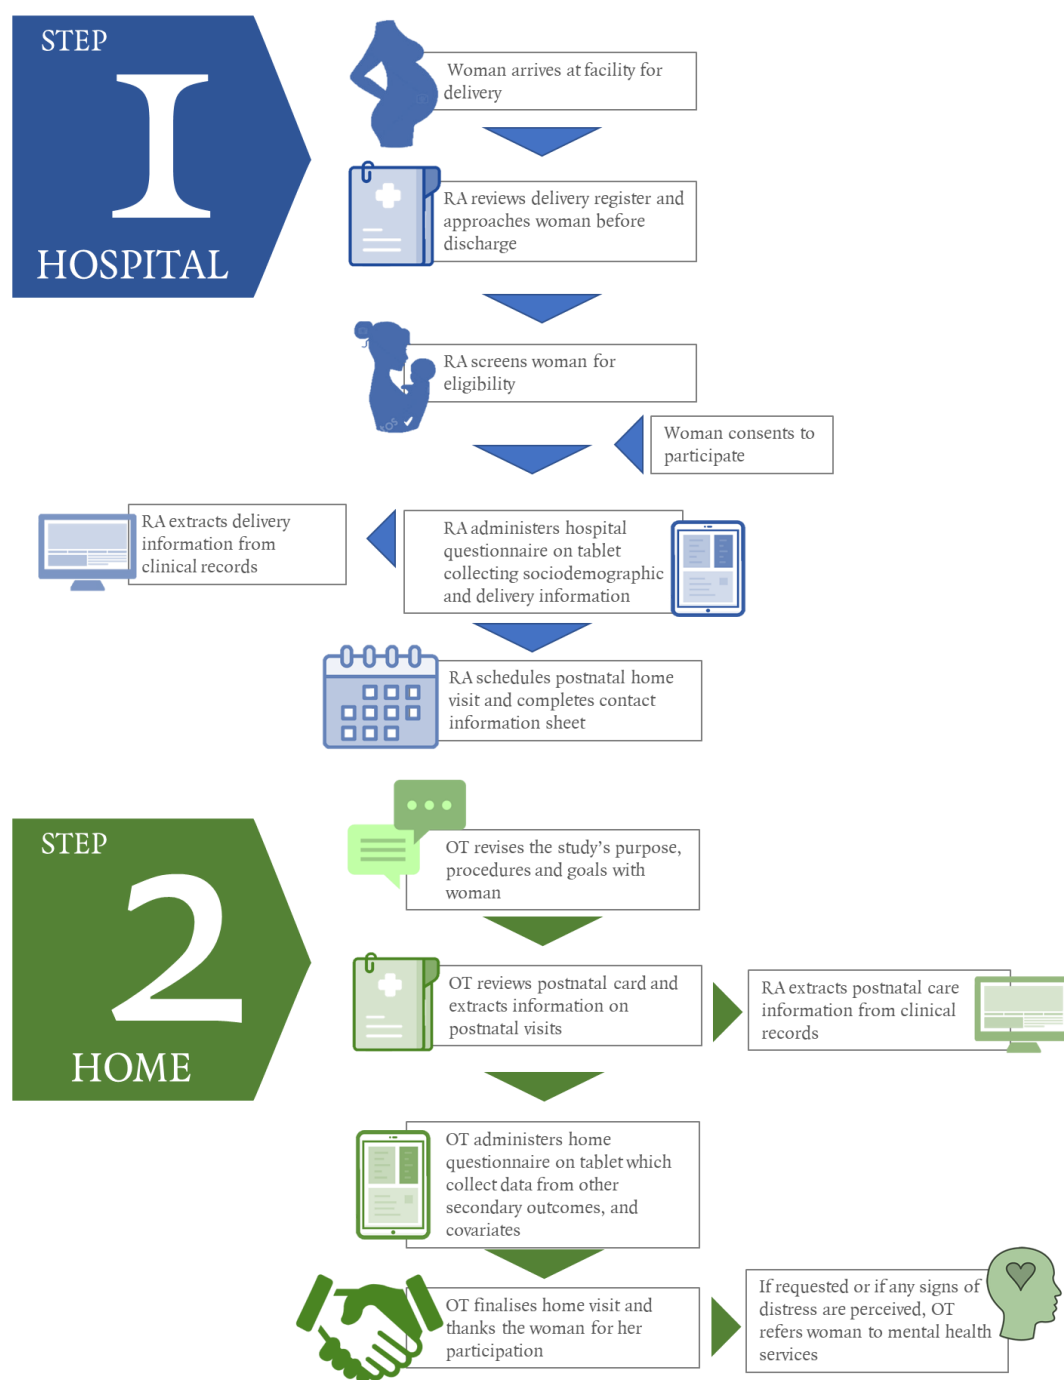 STEP
1
HOSPITAL
Woman arrives at facility for
delivery
RA reviews delivery register and
approaches woman before
discharge
RA screens woman for
eligibility
Woman consents to
participate
RA extracts delivery
information from
clinical records
RA administers hospital
questionnaire on tablet
collecting sociodemographic
and delivery information
RA schedules postnatal home
visit and completes contact
information sheet
STEP
2
HOME
OT revises the study’s purpose,
procedures and goals with
woman
OT reviews postnatal card and
extracts information on
postnatal visits
RA extracts postnatal care
information from clinical
records
OT administers home
questionnaire on tablet which
collect data from other
secondary outcomes, and
covariates
OT finalises home visit and
thanks the woman for her
participation
If requested or if any signs of
distress are perceived, OT
refers woman to mental health
services